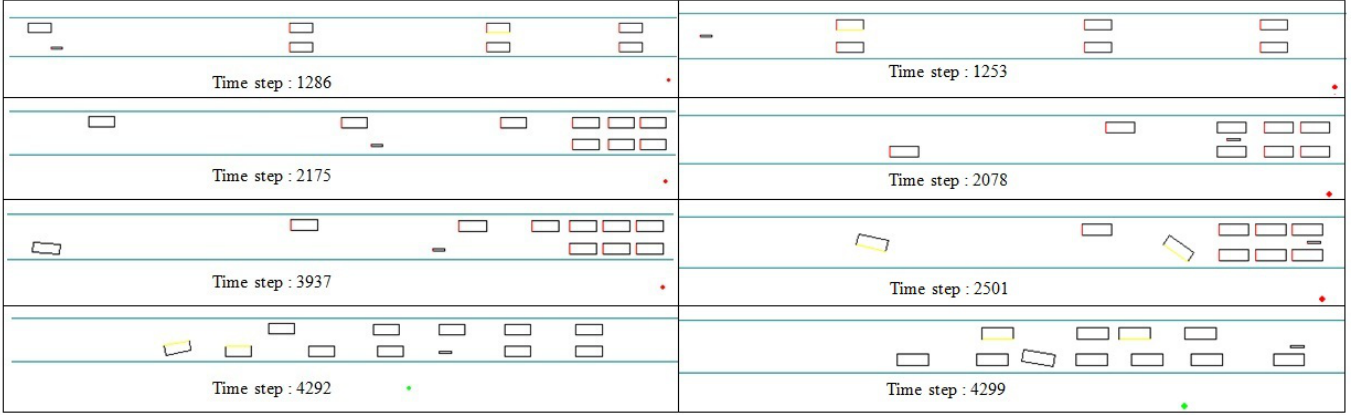 Time step : 1286
Time step : 1253
Time step : 2175
Time step : 2078
Time step : 3937
Time step : 2501
Time step : 4292
Time step : 4299